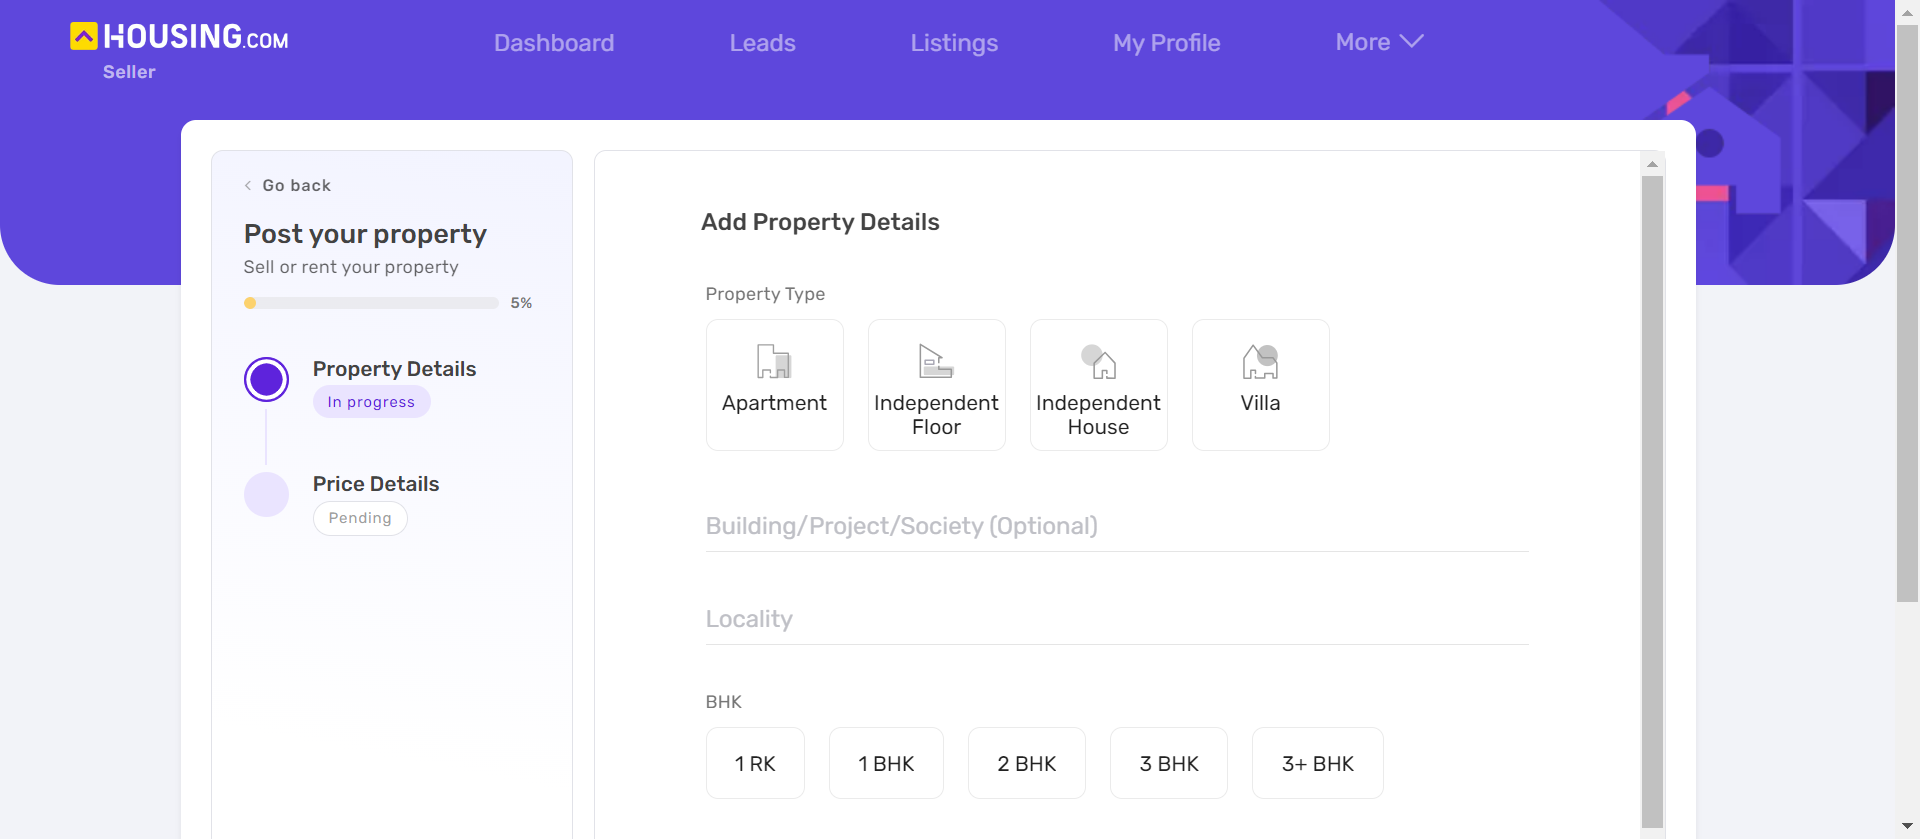 HOUSING.COM
Seller
Dashboard
Leads
Listings
My Profile
More
Go back
Post your property
Sell or rent your property
5%
Property Details
In progress
Price Details
Pending
Add Property Details
Property Type
Apartment
Independent
Floor
Independent
House
Villa
Building/Project/Society (Optional)
Locality
BHK
1 RK
1 BHK
2 BHK
3 BHK
3+ BHK